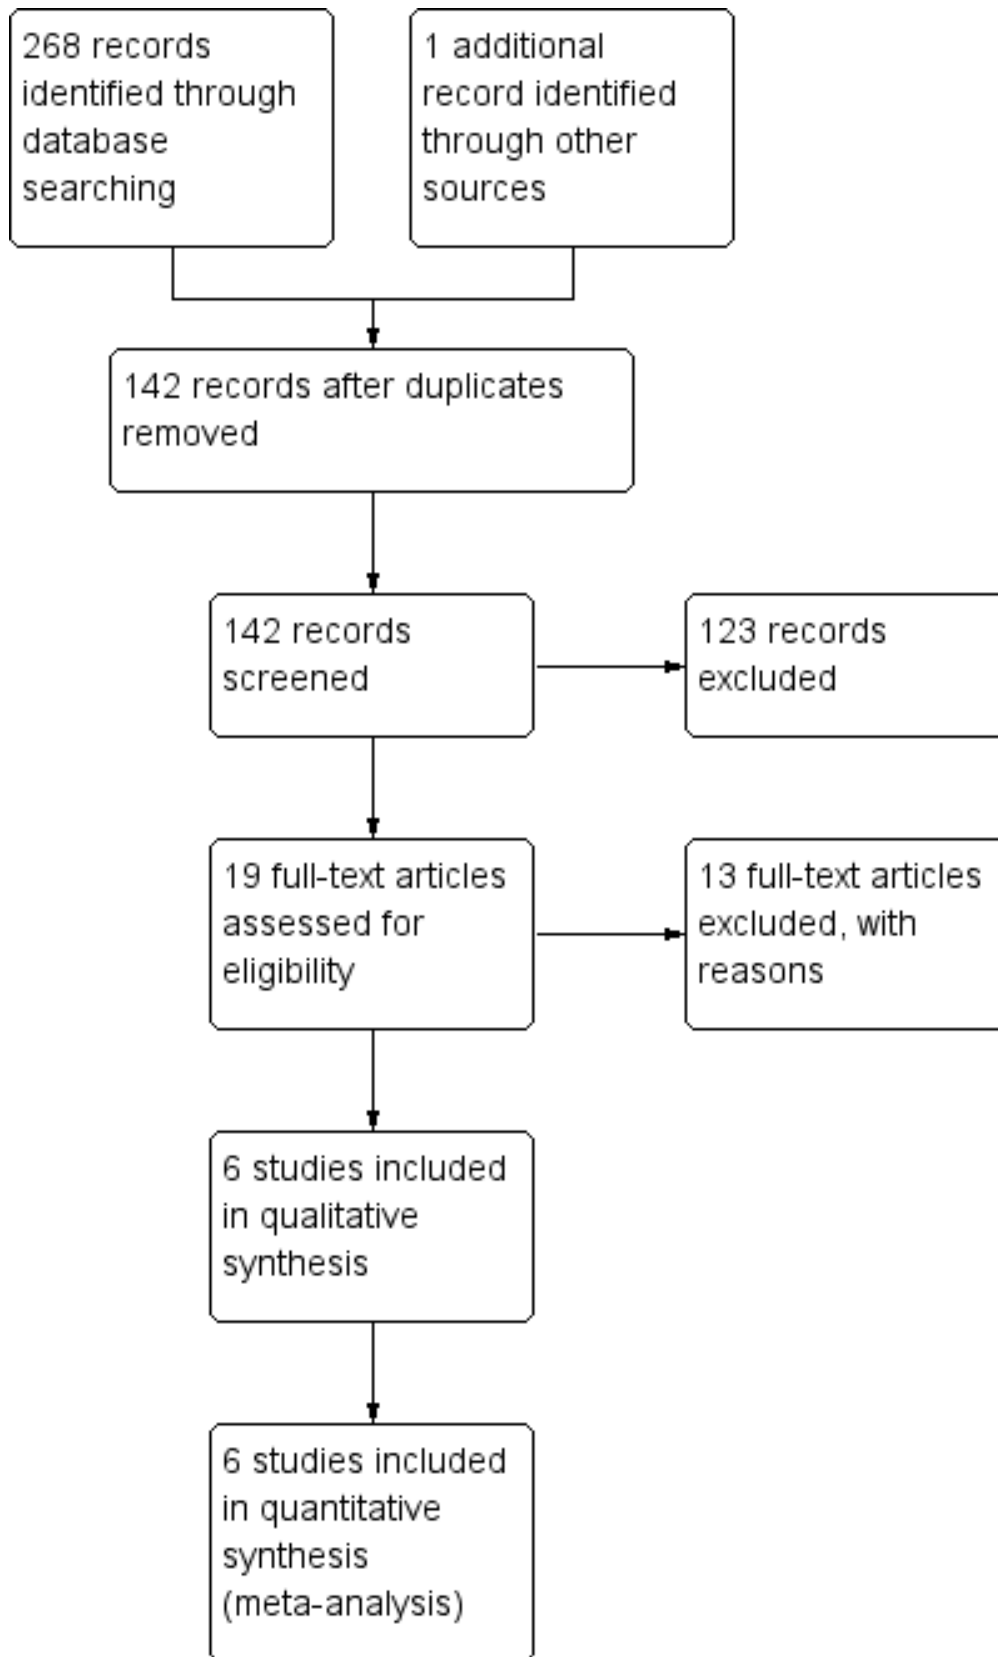 268 records
identified through
database
searching
1 additional
record identified
through other
sources
142 records after duplicates
removed
142 records
screened
123 records
excluded
19 full-text articles
assessed for
eligibility
13 full-text articles
excluded, with
reasons
6 studies included
in qualitative
synthesis
6 studies included
in quantitative
synthesis
(meta-analysis)